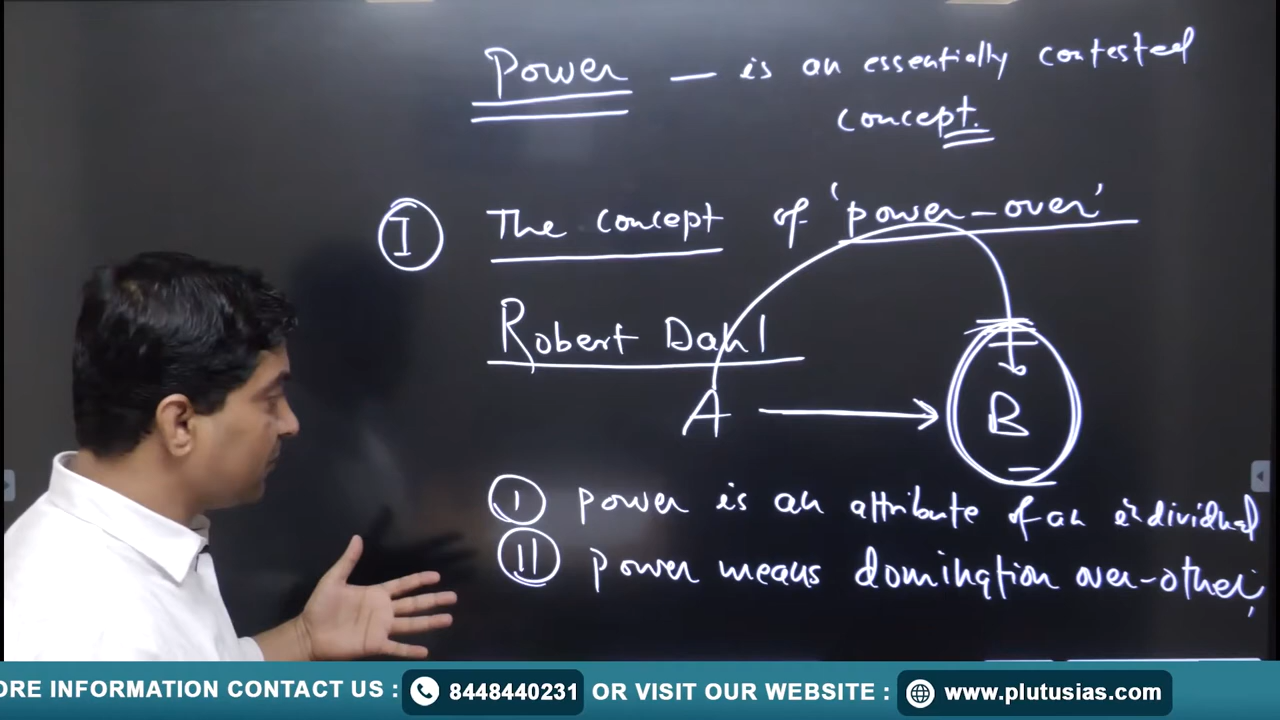 Power — is an essentially contested
concept.
I The concept of 'power-over'
Robert Dahl
A B
I power is an attribute of an individual
II power means domination over-other
ORE INFORMATION CONTACT US : 8448440231 OR VISIT OUR WEBSITE : www.plutusias.com